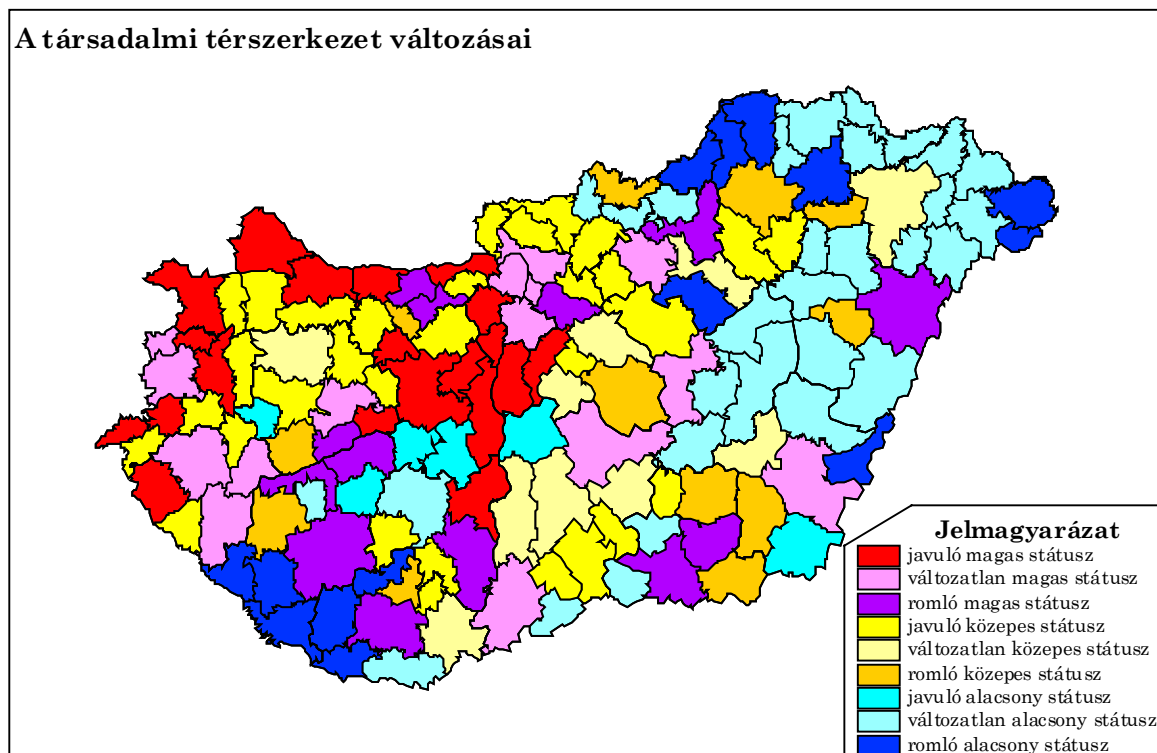 A társadalmi térszerkezet változásai
Jelmagyarázat
javuló magas státusz
változatlan magas státusz
romló magas státusz
javuló közepes státusz
változatlan közepes státusz
romló közepes státusz
javuló alacsony státusz
változatlan alacsony státusz
romló alacsony státusz